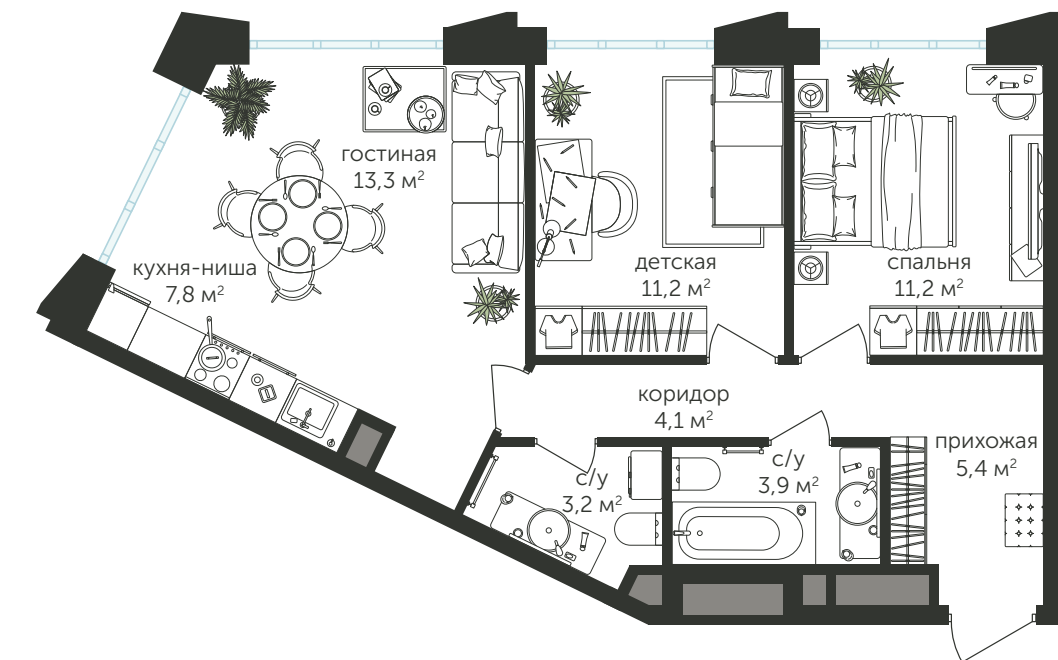 гостиная
13,3 м²
кухня-ниша
7,8 м²
детская
11,2 м²
спальня
11,2 м²
коридор
4,1 м²
прихожая
5,4 м²
с/у
3,2 м²
с/у
3,9 м²